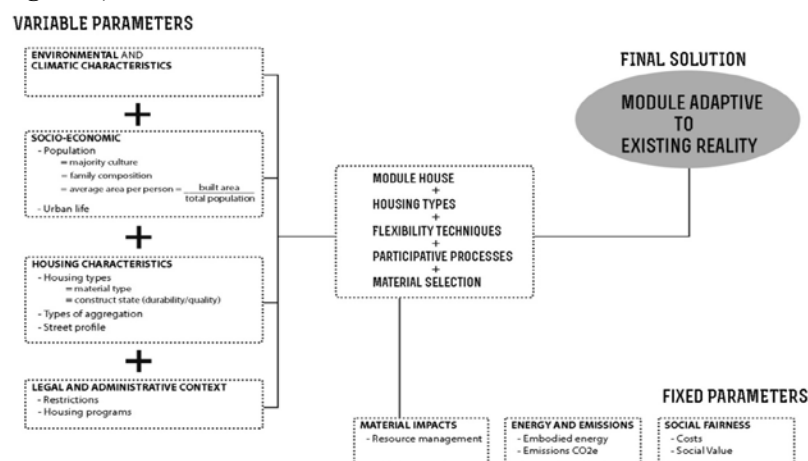 VARIABLE PARAMETERS
ENVIRONMENTAL AND
CLIMATIC CHARACTERISTICS
+
SOCIO-ECONOMIC
- Population
= majority culture
= family composition
= average area per person = built area
total population
- Urban life
+
HOUSING CHARACTERISTICS
- Housing types
= material type
= construct state (durability/quality)
- Types of aggregation
- Street profile
+
LEGAL AND ADMINISTRATIVE CONTEXT
- Restrictions
- Housing programs
MODULE HOUSE
+
HOUSING TYPES
+
FLEXIBILITY TECHNIQUES
+
PARTICIPATIVE PROCESSES
+
MATERIAL SELECTION
FINAL SOLUTION
MODULE ADAPTIVE
TO
EXISTING REALITY
FIXED PARAMETERS
MATERIAL IMPACTS
- Resource management
ENERGY AND EMISSIONS
- Embodied energy
- Emissions CO2e
SOCIAL FAIRNESS
- Costs
- Social Value